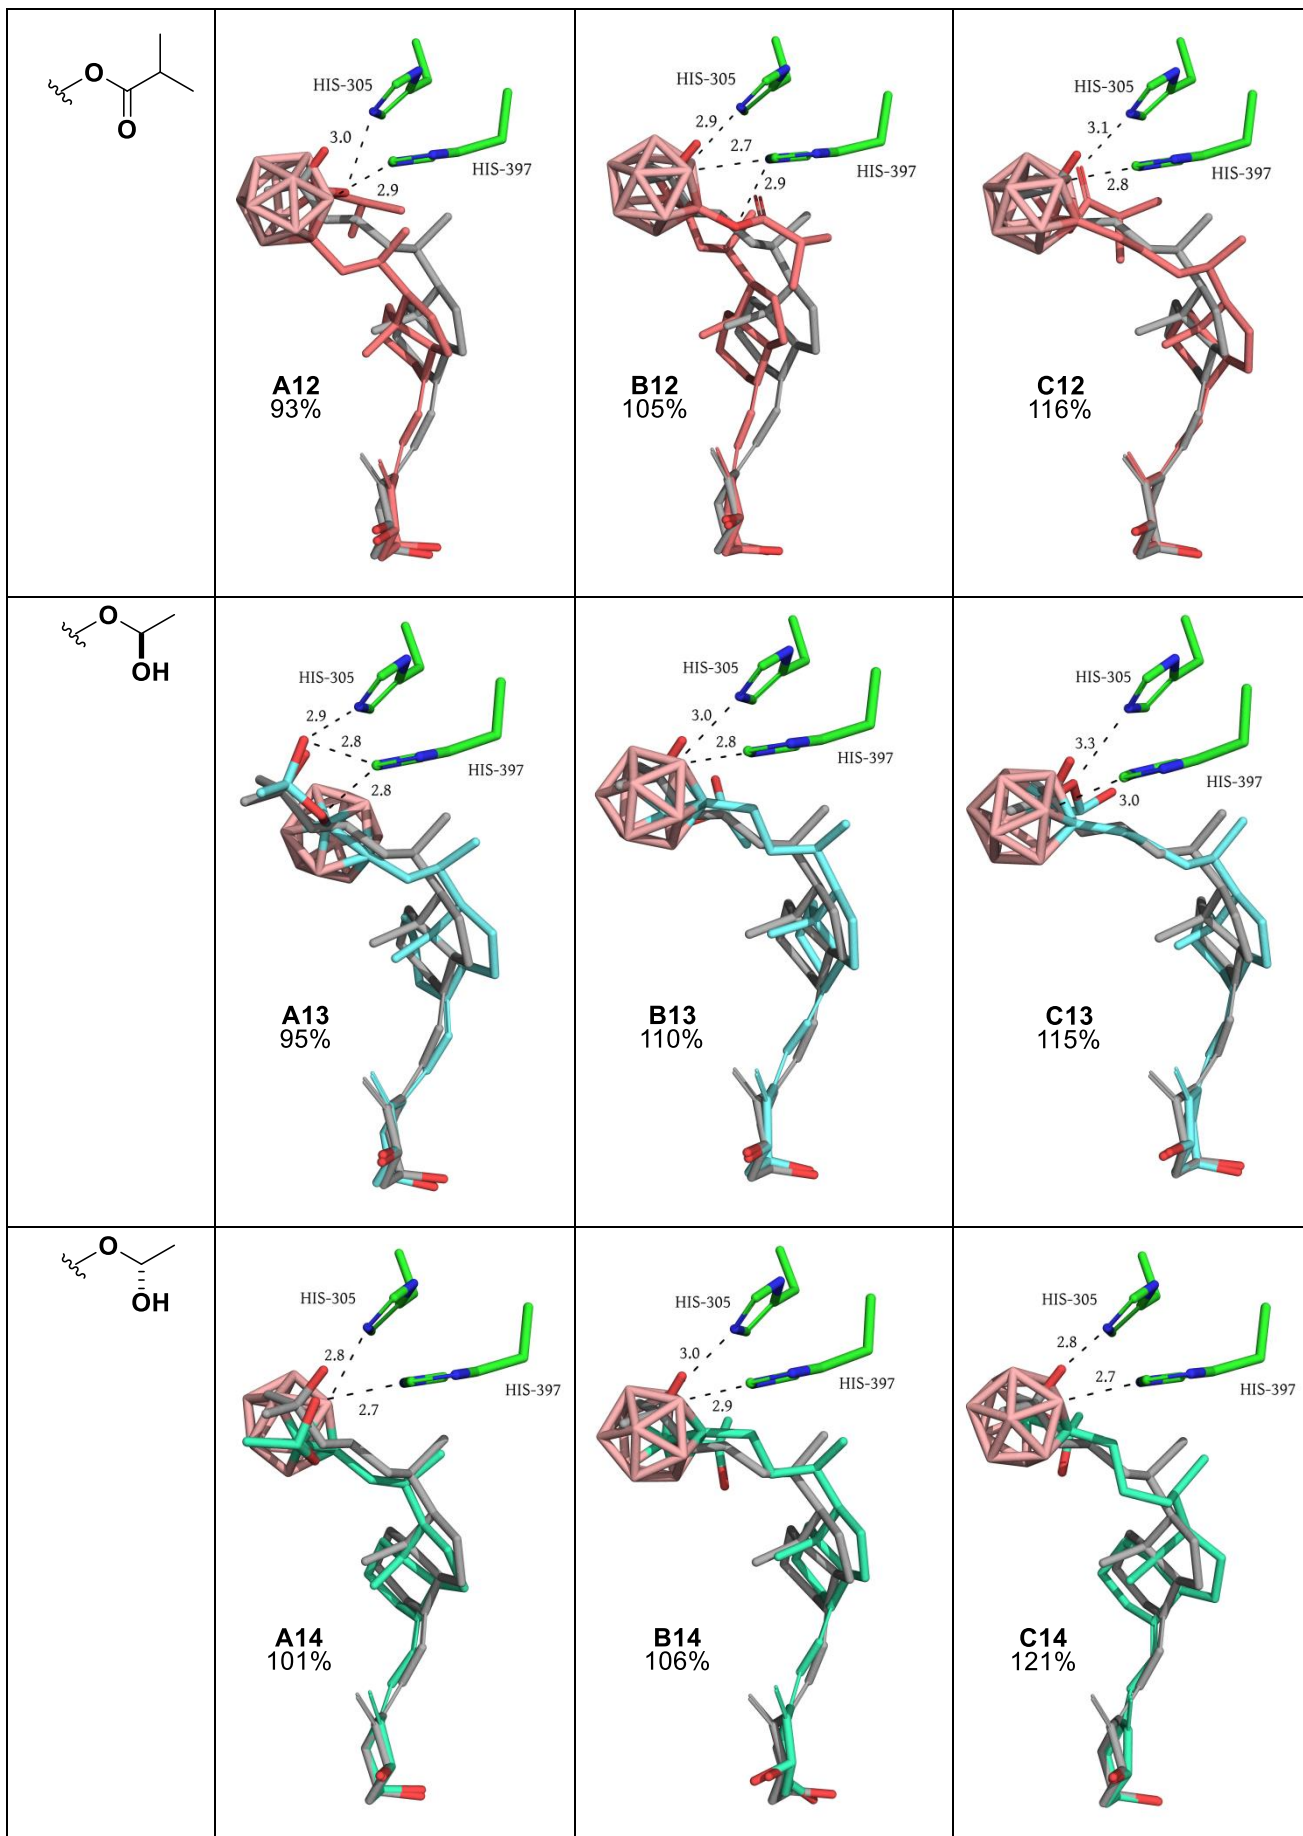 O
O
HIS-305
3.0
2.9
HIS-397
A12
93%
HIS-305
2.9
2.7
2.9
HIS-397
B12
105%
HIS-305
3.1
2.8
HIS-397
C12
116%
O
OH
HIS-305
2.9
2.8
2.8
HIS-397
A13
95%
HIS-305
3.0
2.8
HIS-397
B13
110%
HIS-305
3.3
3.0
HIS-397
C13
115%
O
OH
HIS-305
2.8
2.7
HIS-397
A14
101%
HIS-305
3.0
2.9
HIS-397
B14
106%
HIS-305
2.8
2.7
HIS-397
C14
121%